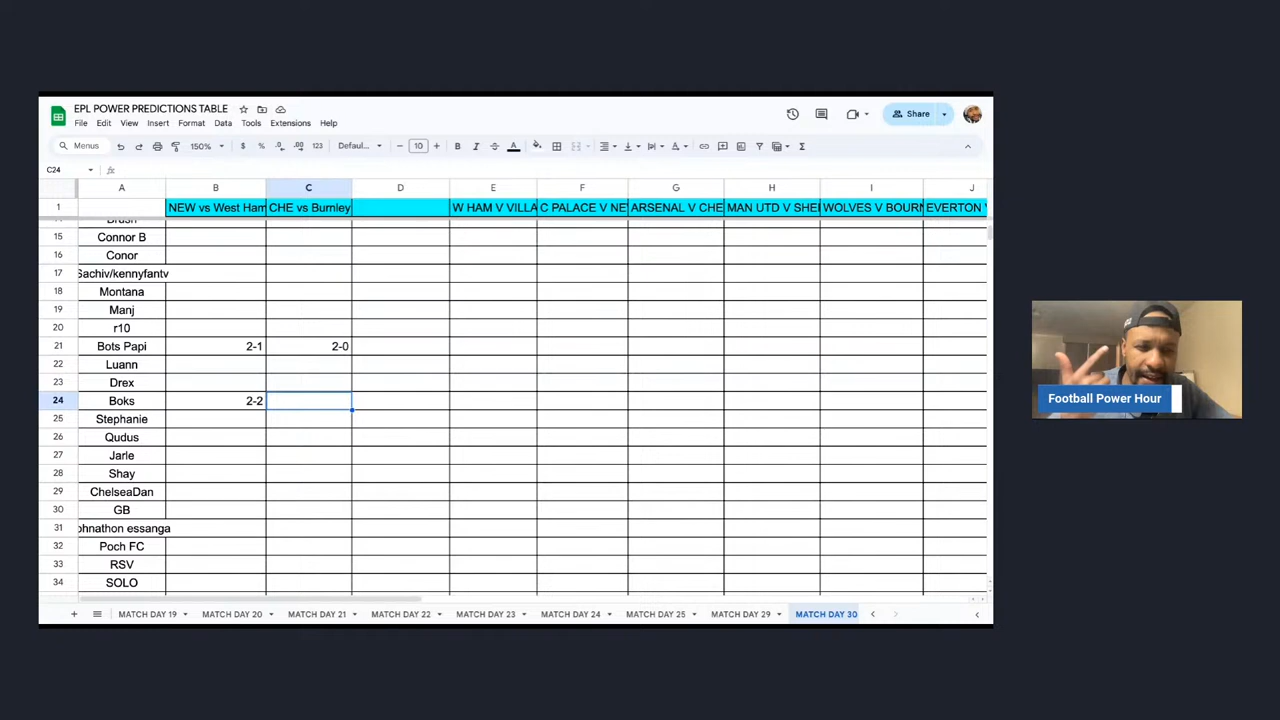 EPL POWER PREDICTIONS TABLE
File Edit View Insert Format Data Tools Extensions Help
Share
Menus 150% $ % .0 .00 123 Defaul... − 10 + B I
C24
A B C D E F G H I J
1 NEW vs West Ham CHE vs Burnley W HAM V VILLA C PALACE V NE ARSENAL V CHE MAN UTD V SHE WOLVES V BOURN EVERTON
15 Connor B
16 Conor
17 Sachiv/kennyfantv
18 Montana
19 Manj
20 r10
21 Bots Papi 2-1 2-0
22 Luann
23 Drex
24 Boks 2-2
25 Stephanie
26 Qudus
27 Jarle
28 Shay
29 ChelseaDan
30 GB
31 ohnathon essanga
32 Poch FC
33 RSV
34 SOLO
MATCH DAY 19 MATCH DAY 20 MATCH DAY 21 MATCH DAY 22 MATCH DAY 23 MATCH DAY 24 MATCH DAY 25 MATCH DAY 29 MATCH DAY 30
Football Power Hour